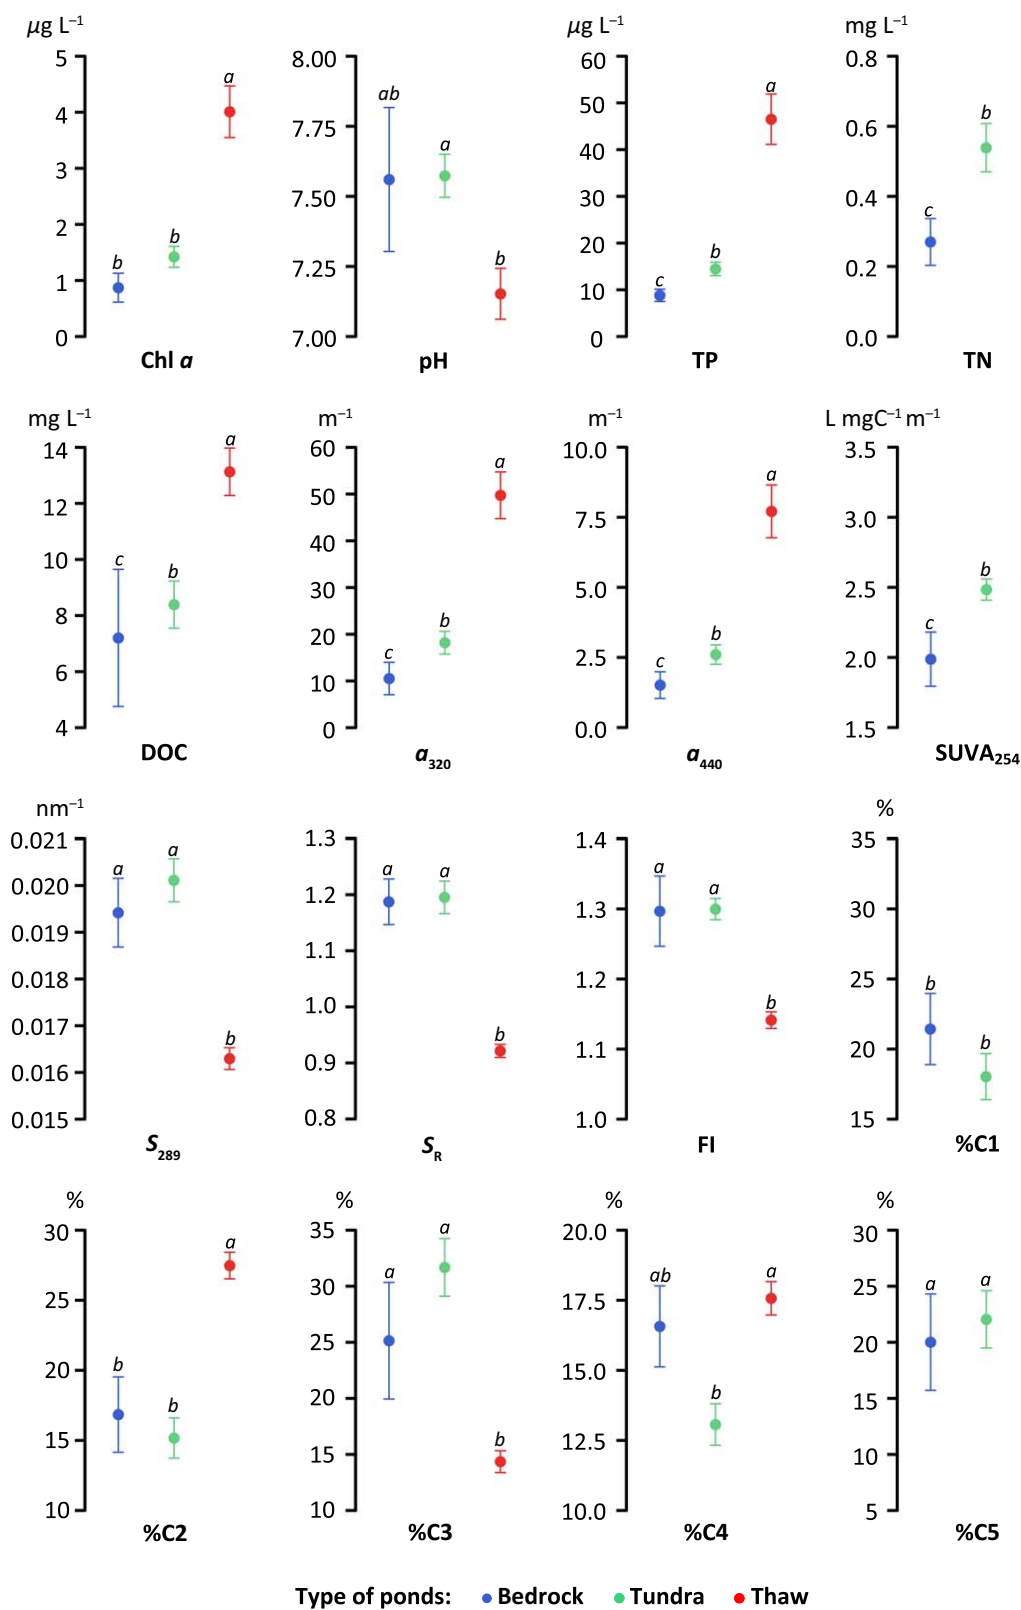 µg L⁻¹ µg L⁻¹ mg L⁻¹
5 8.00 60 0.8
4 7.75 50 0.6
3 7.50 40 0.4
2 7.25 30 0.2
1 7.00 20 0.0
0 10
0
b b a
ab a b
c b a
c b
Chl a pH TP TN
mg L⁻¹ m⁻¹ m⁻¹ L mgC⁻¹ m⁻¹
14 60 10.0 3.5
12 50 7.5 3.0
10 40 5.0 2.5
8 30 2.5 2.0
6 20 0.0 1.5
4 10
0
c b a
c b a
c b a
c b
DOC a₃₂₀ a₄₄₀ SUVA₂₅₄
nm⁻¹ %
0.021 1.3 1.4 35
0.020 1.2 1.3 30
0.019 1.1 1.2 25
0.018 1.0 1.1 20
0.017 0.9 1.0 15
0.016 0.8
0.015
a a b
a a b
a a b
b b
S₂₈₉ S_R FI %C1
% % % %
30 35 20.0 30
25 30 17.5 25
20 25 15.0 20
15 20 12.5 15
10 15 10.0 10
10 5
b b a
a a b
ab b a
a a
%C2 %C3 %C4 %C5
Type of ponds: Bedrock Tundra Thaw